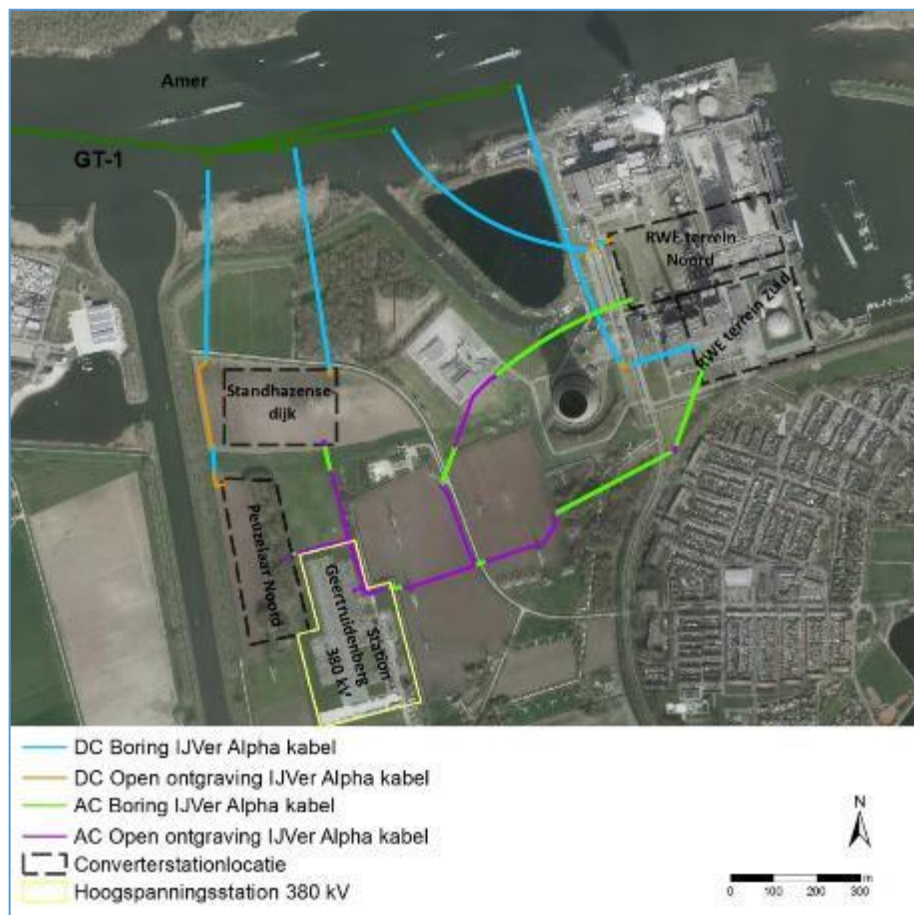 Amer
GT-1
RWE terrein
Noord
RWE terrein Zuid
Standhazense
dijk
Peuzelaar Noord
Station
Geertruidenberg
380 kV
DC Boring IJVer Alpha kabel
DC Open ontgraving IJVer Alpha kabel
AC Boring IJVer Alpha kabel
AC Open ontgraving IJVer Alpha kabel
Converterstationlocatie
Hoogspanningsstation 380 kV
N
m
0 100 200 300